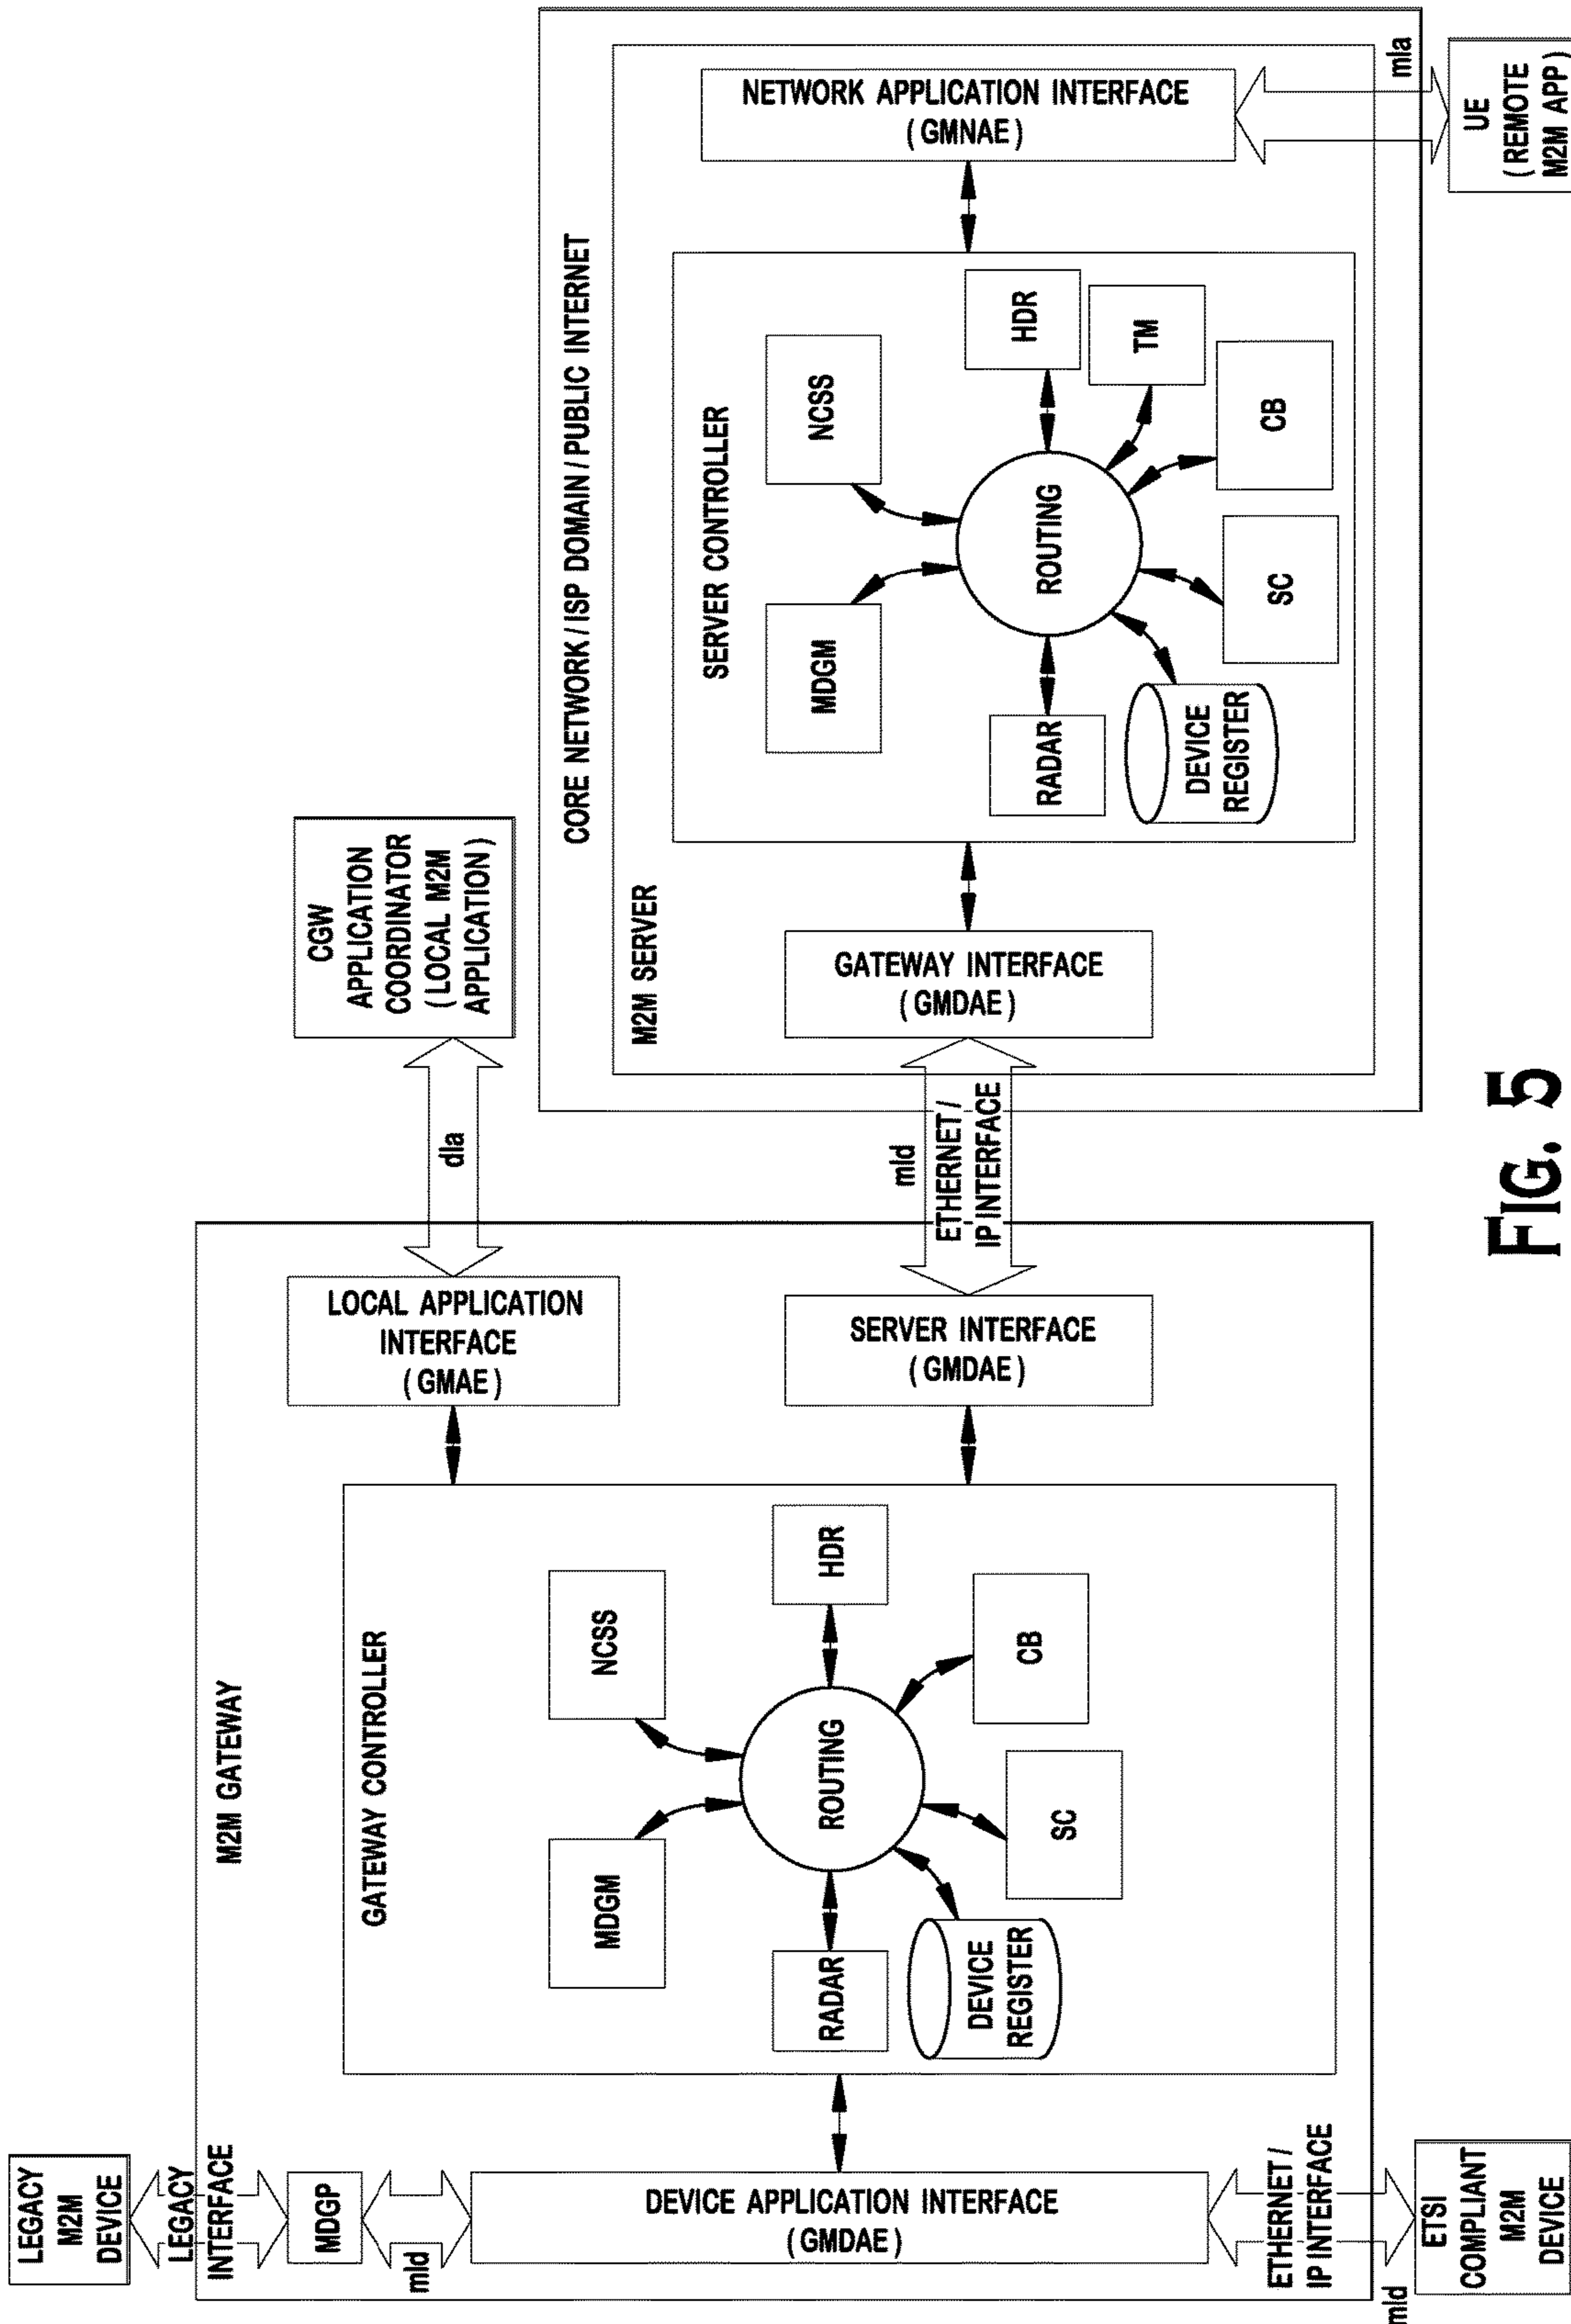 LEGACY
M2M
DEVICE
LEGACY
INTERFACE
MDGP
mld
DEVICE APPLICATION INTERFACE
(GMDAE)
ETHERNET /
IP INTERFACE
mld
ETSI
COMPLIANT
M2M
DEVICE
M2M GATEWAY
GATEWAY CONTROLLER
MDGM
NCSS
RADAR
ROUTING
HDR
DEVICE
REGISTER
SC
CB
LOCAL APPLICATION
INTERFACE
(GMAE)
SERVER INTERFACE
(GMDAE)
dla
CGW
APPLICATION
COORDINATOR
(LOCAL M2M
APPLICATION)
mld
ETHERNET /
IP INTERFACE
CORE NETWORK / ISP DOMAIN / PUBLIC INTERNET
M2M SERVER
GATEWAY INTERFACE
(GMDAE)
SERVER CONTROLLER
MDGM
NCSS
RADAR
ROUTING
HDR
TM
DEVICE
REGISTER
SC
CB
NETWORK APPLICATION INTERFACE
(GMNAE)
mla
UE
(REMOTE
M2M APP)
FIG. 5